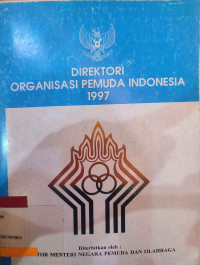 DIREKTORI
ORGANISASI PEMUDA INDONESIA
1997
Diterbitkan oleh :
TOR MENTERI NEGARA PEMUDA DAN OLAHRAGA